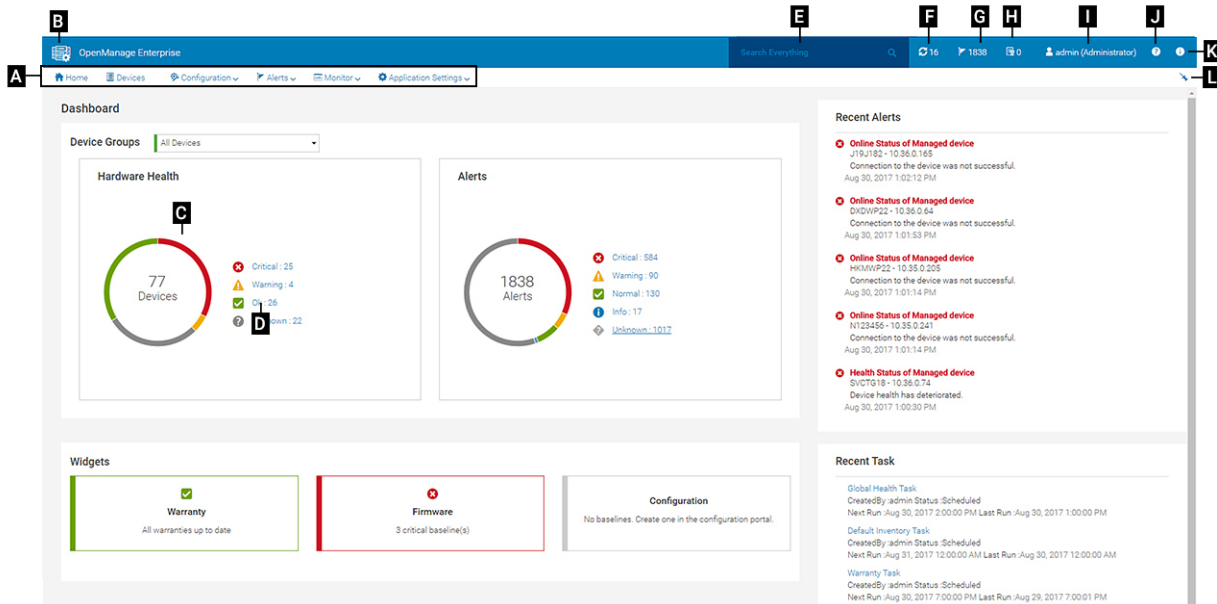 B
E
F
G
H
I
J
OpenManage Enterprise
Search Everything
16
1838
0
admin (Administrator)
K
A
Home
Devices
Configuration
Alerts
Monitor
Application Settings
L
Dashboard
Device Groups
All Devices
Hardware Health
C
77
Devices
Critical : 25
Warning : 4
Ok : 26
D
: 22
Alerts
1838
Alerts
Critical : 584
Warning : 90
Normal : 130
Info : 17
Unknown : 1017
Recent Alerts
Online Status of Managed device
J19J182 - 10.36.0.165
Connection to the device was not successful.
Aug 30, 2017 1:02:12 PM
Online Status of Managed device
DXDWP22 - 10.36.0.64
Connection to the device was not successful.
Aug 30, 2017 1:01:53 PM
Online Status of Managed device
HKMWP22 - 10.35.0.205
Connection to the device was not successful.
Aug 30, 2017 1:01:14 PM
Online Status of Managed device
N123456 - 10.35.0.241
Connection to the device was not successful.
Aug 30, 2017 1:01:14 PM
Health Status of Managed device
SVCTG18 - 10.36.0.74
Device health has deteriorated.
Aug 30, 2017 1:00:30 PM
Widgets
Warranty
All warranties up to date
Firmware
3 critical baseline(s)
Configuration
No baselines. Create one in the configuration portal.
Recent Task
Global Health Task
CreatedBy :admin Status :Scheduled
Next Run :Aug 30, 2017 2:00:00 PM Last Run :Aug 30, 2017 1:00:00 PM
Default Inventory Task
CreatedBy :admin Status :Scheduled
Next Run :Aug 31, 2017 12:00:00 AM Last Run :Aug 30, 2017 12:00:00 AM
Warranty Task
CreatedBy :admin Status :Scheduled
Next Run :Aug 30, 2017 7:00:00 PM Last Run :Aug 29, 2017 7:00:01 PM